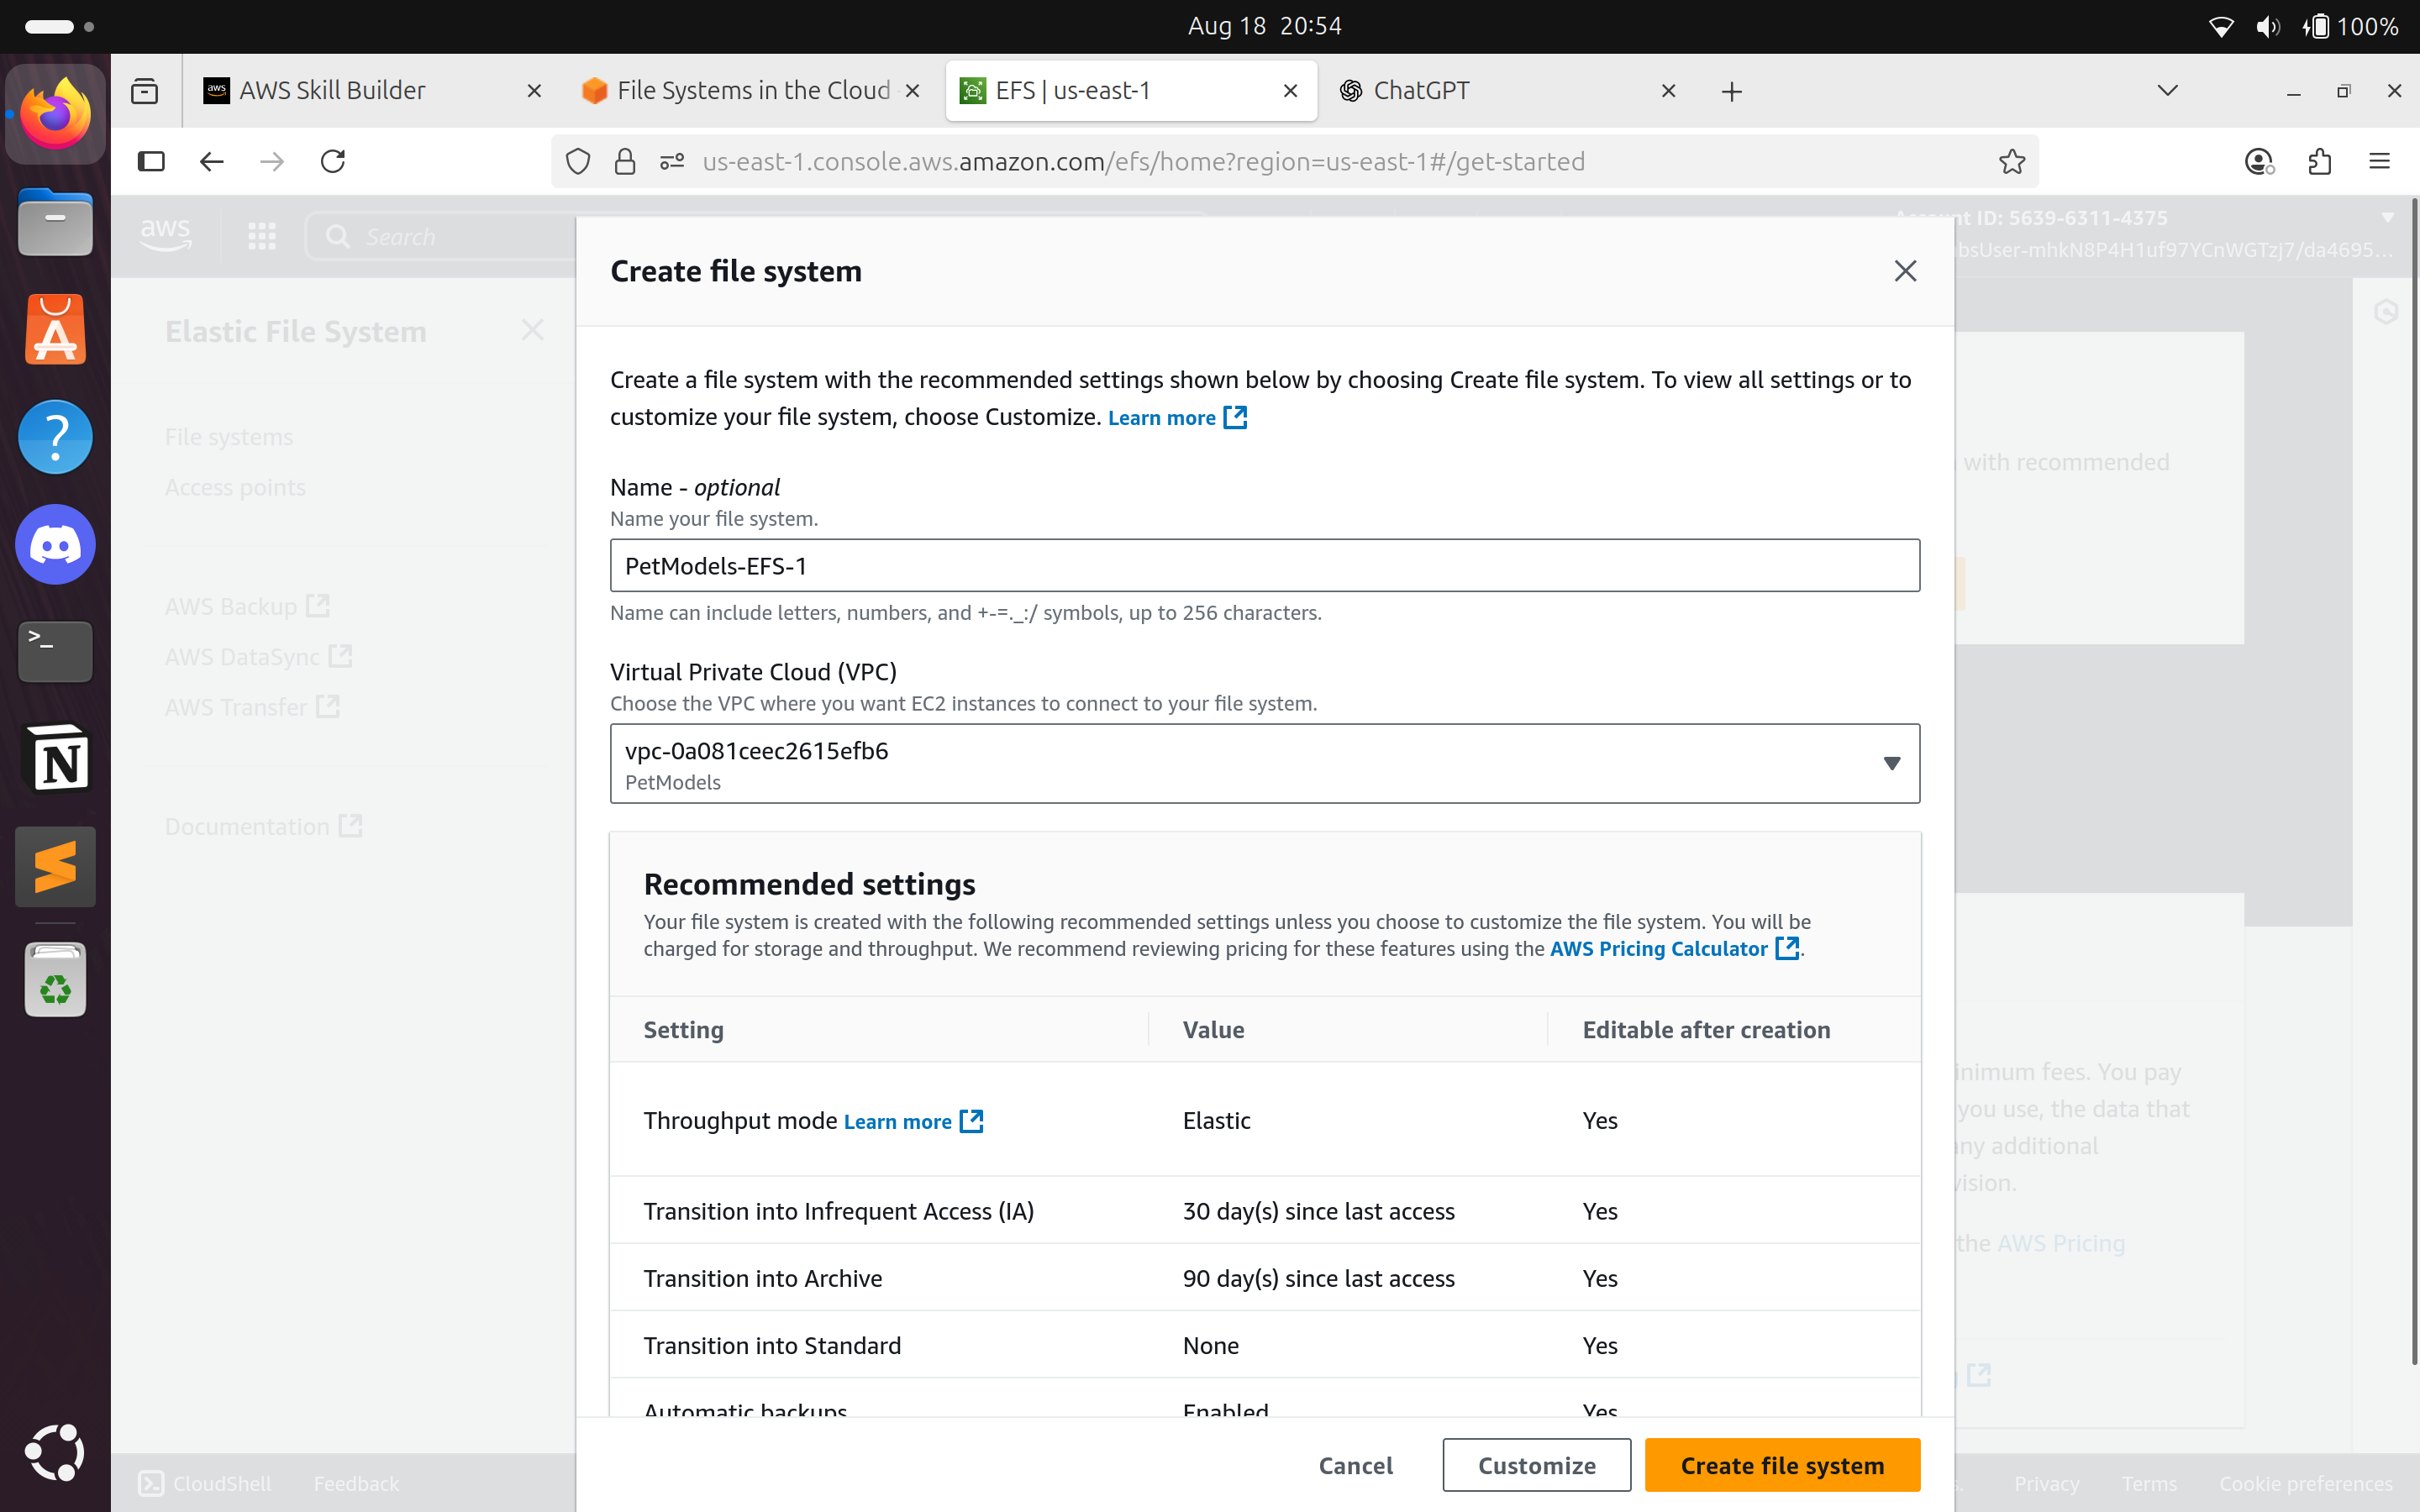 Aug 18 20:54
100%
AWS Skill Builder
File Systems in the Cloud
EFS | us-east-1
ChatGPT
us-east-1.console.aws.amazon.com/efs/home?region=us-east-1#/get-started
aws
Search
nt ID: 5639-6311-4375
bsUser-mhkN8P4H1uf97YCnWGTzj7/da4695...
Elastic File System
File systems
Access points
AWS Backup
AWS DataSync
AWS Transfer
Documentation
Create file system
Create a file system with the recommended settings shown below by choosing Create file system. To view all settings or to
customize your file system, choose Customize. Learn more
Name - optional
Name your file system.
PetModels-EFS-1
Name can include letters, numbers, and +-=._:/ symbols, up to 256 characters.
Virtual Private Cloud (VPC)
Choose the VPC where you want EC2 instances to connect to your file system.
vpc-0a081ceec2615efb6
PetModels
Recommended settings
Your file system is created with the following recommended settings unless you choose to customize the file system. You will be
charged for storage and throughput. We recommend reviewing pricing for these features using the AWS Pricing Calculator.
Setting Value Editable after creation
Throughput mode Learn more Elastic Yes
Transition into Infrequent Access (IA) 30 day(s) since last access Yes
Transition into Archive 90 day(s) since last access Yes
Transition into Standard None Yes
Automatic backups Enabled Yes
Cancel Customize Create file system
with recommended
inimum fees. You pay
you use, the data that
any additional
vision.
the AWS Pricing
CloudShell Feedback
Privacy Terms Cookie preferences